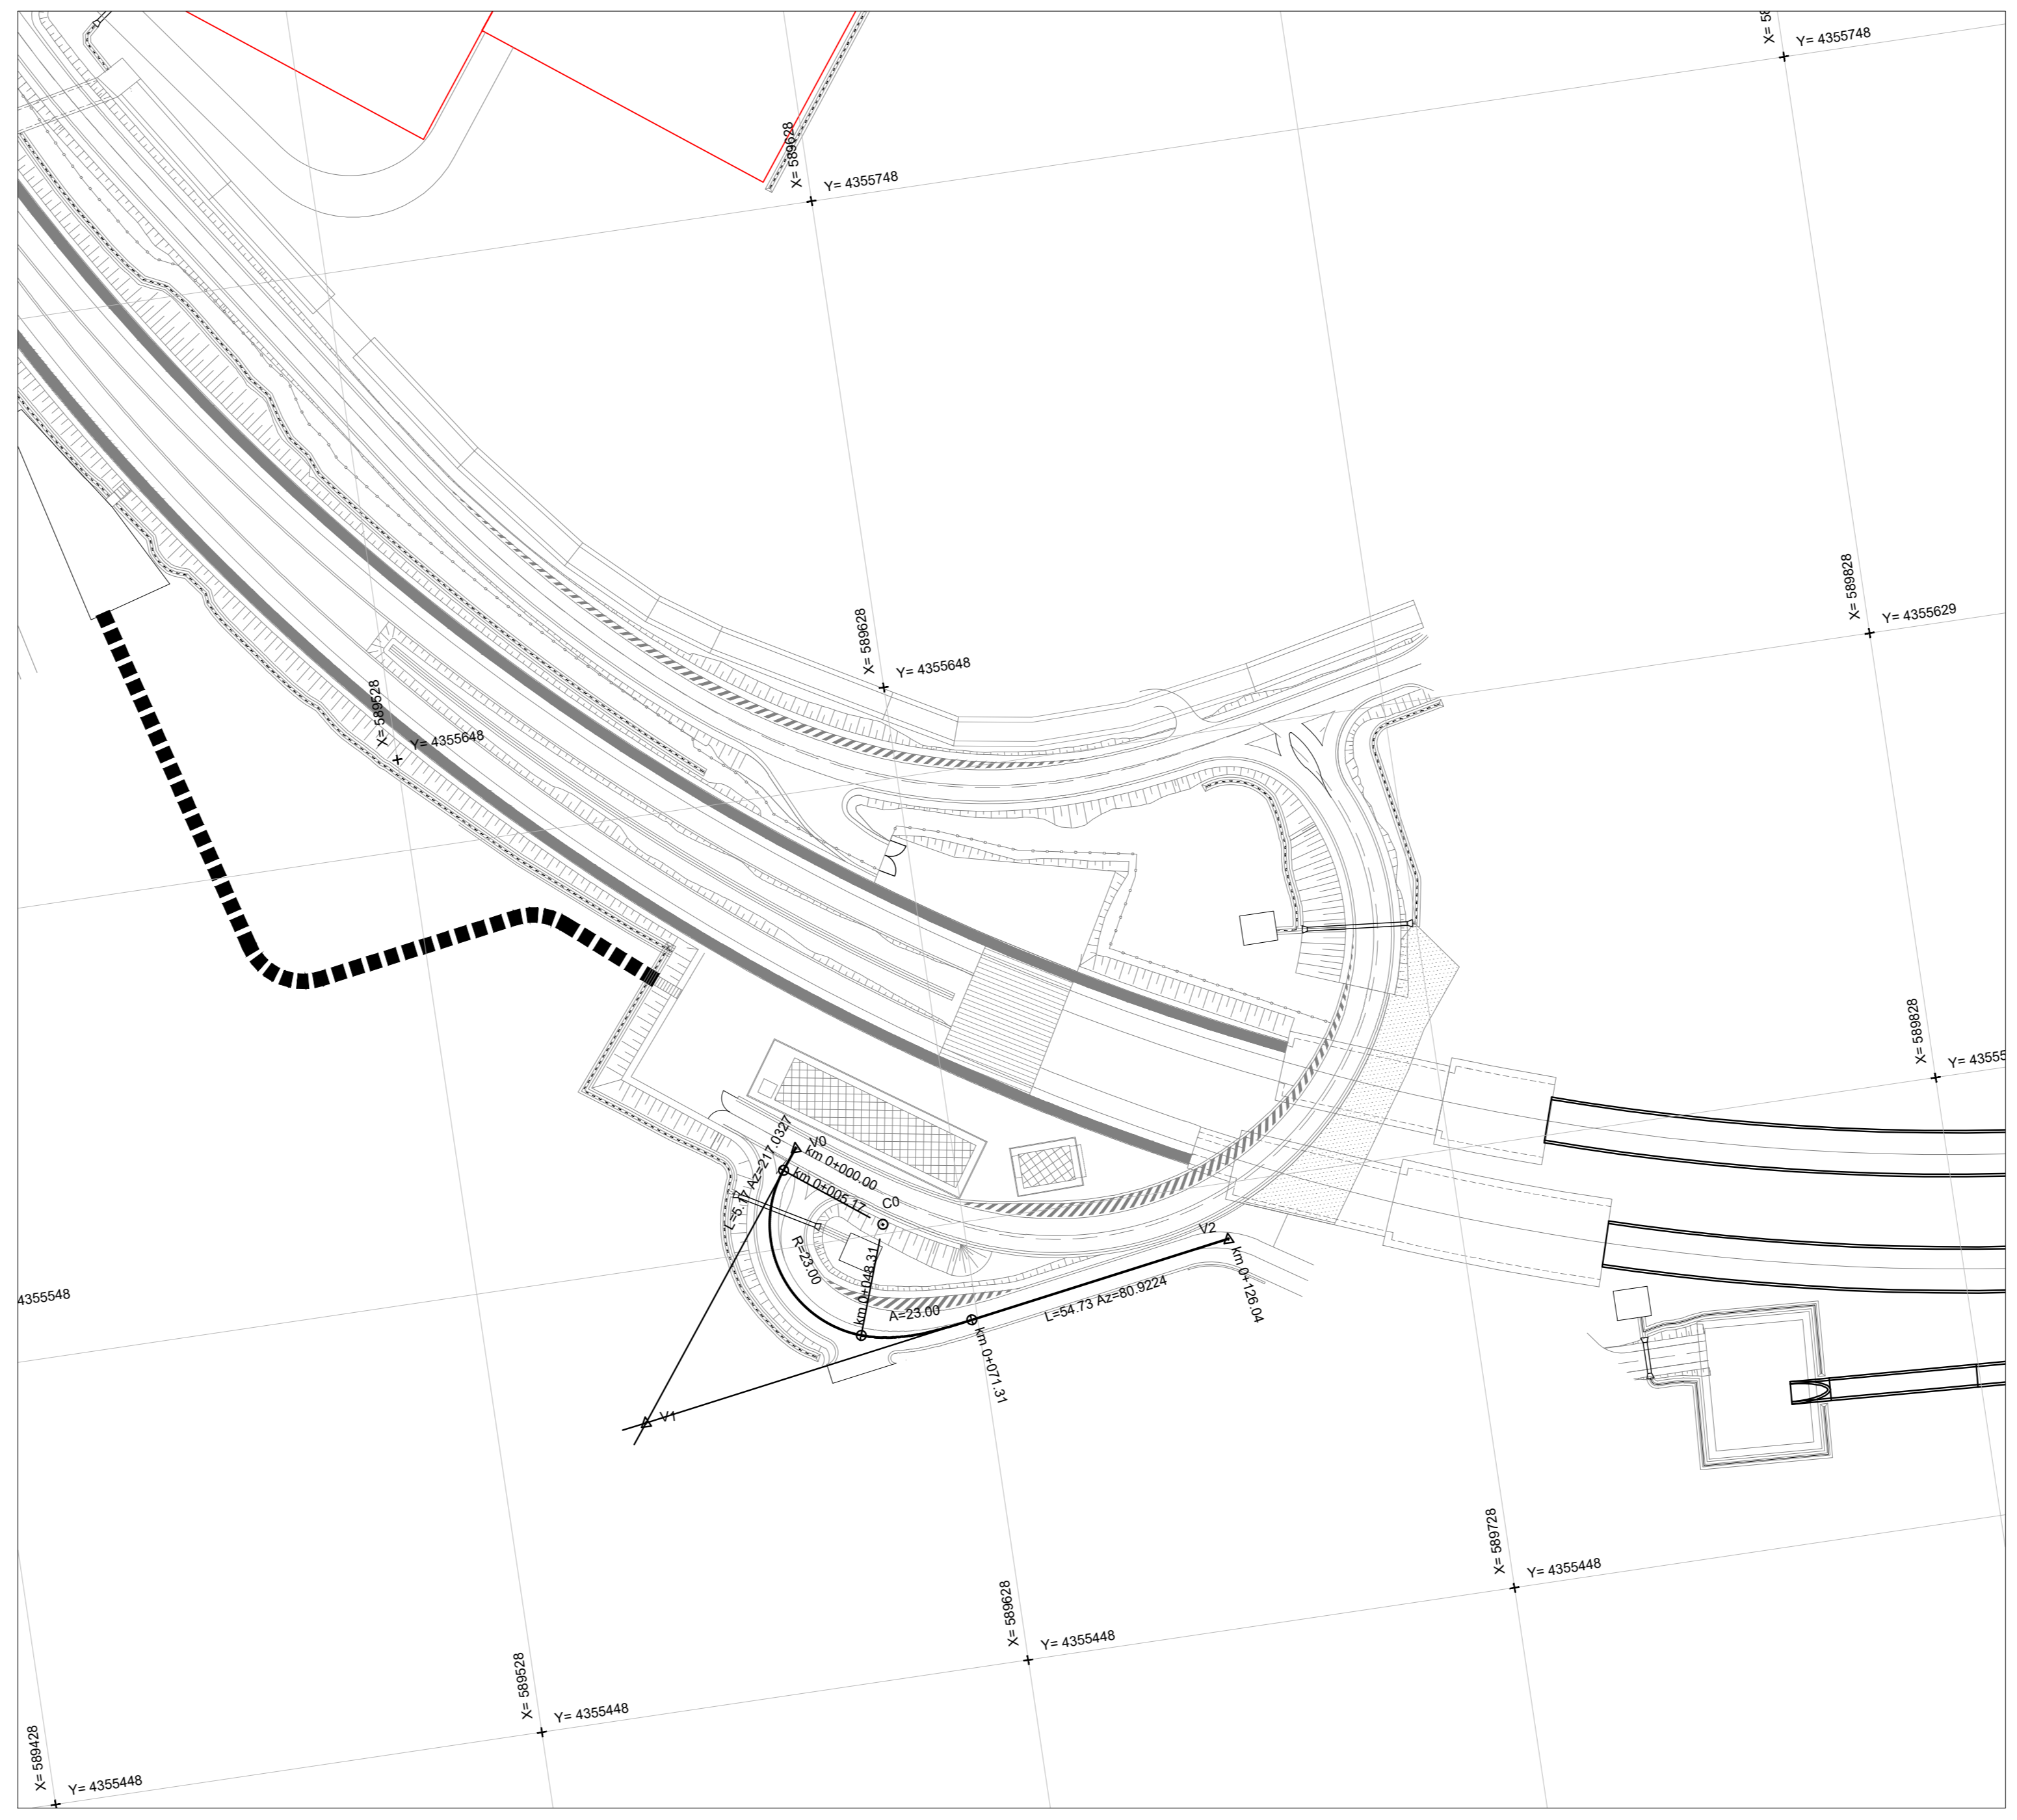 X= 58
Y= 4355748
X= 589628
Y= 4355748
X= 589828
Y= 4355629
X= 589628
Y= 4355648
X= 589528
Y= 4355648
X= 589828
Y= 43555
V0
km 0+000.00
L=5.17 Az=217.0327
km 0+005.17
C0
R=23.00
km 0+048.31
A=23.00
V2
km 0+126.04
L=54.73 Az=80.9224
km 0+071.31
4355548
V1
X= 589728
Y= 4355448
X= 589628
Y= 4355448
X= 589528
Y= 4355448
X= 589428
Y= 4355448